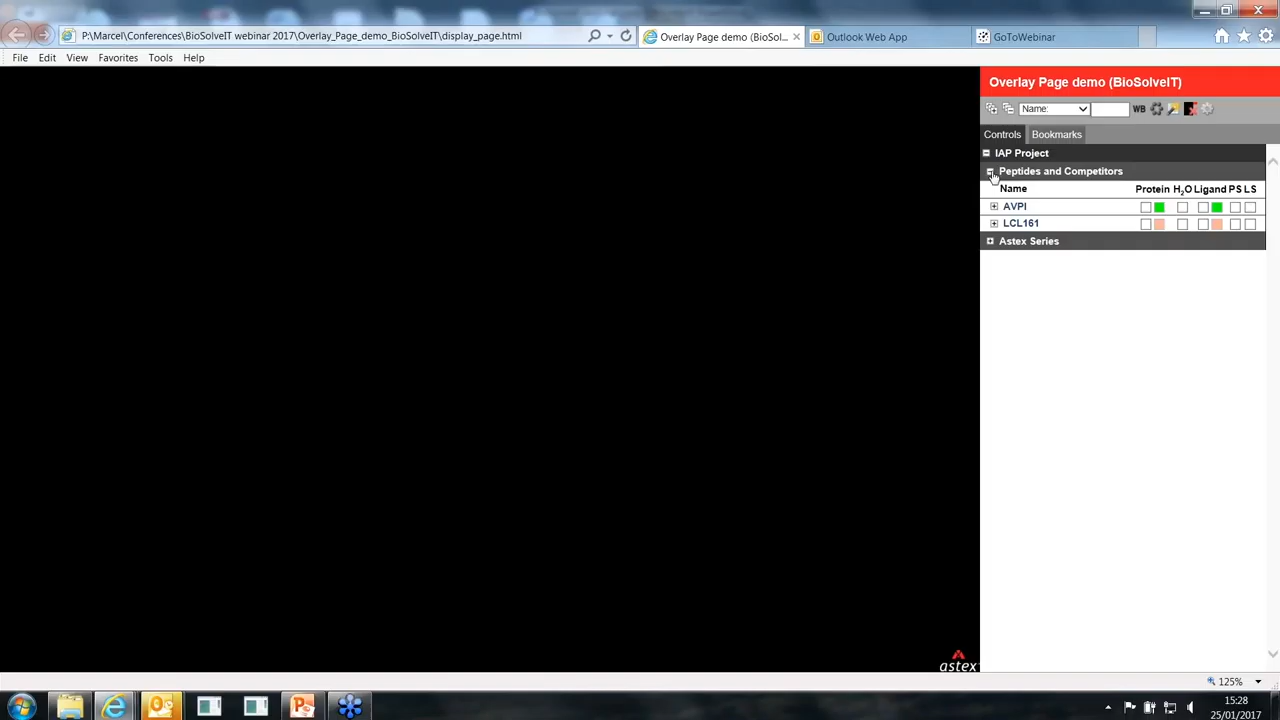 P:\Marcel\Conferences\BioSolveIT webinar 2017\Overlay_Page_demo_BioSolveIT\display_page.html
Overlay Page demo (BioSol...
Outlook Web App
GoToWebinar
File Edit View Favorites Tools Help
Overlay Page demo (BioSolveIT)
Name: WB
Controls Bookmarks
IAP Project
Peptides and Competitors
Name Protein H2O Ligand PS LS
AVPI
LCL161
Astex Series
astex
125%
15:28
25/01/2017